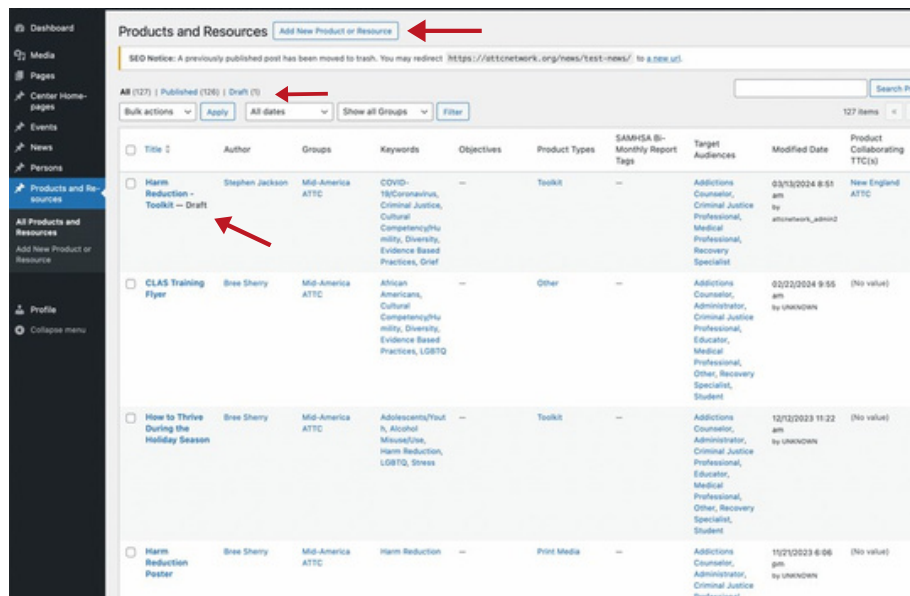 Dashboard
Media
Pages
Center Home-
pages
Events
News
Persons
Products and Re-
sources
All Products and
Resources
Add New Product or
Resource
Profile
Collapse menu
Products and Resources Add New Product or Resource
SEO Notice: A previously published post has been moved to trash. You may redirect https://attcnetwork.org/news/test-news/ to a new url.
All (127) | Published (126) | Draft (1)
Search P
Bulk actions Apply All dates Show all Groups Filter 127 items «
Title Author Groups Keywords Objectives Product Types SAMHSA Bi-
Monthly Report
Tags Target
Audiences Modified Date Product
Collaborating
TTC(s)
Harm
Reduction -
Toolkit — Draft
Stephen Jackson
Mid-America
ATTC
COVID-
19/Coronavirus,
Criminal Justice,
Cultural
Competency/Hu
mility, Diversity,
Evidence Based
Practices, Grief
—
Toolkit
—
Addictions
Counselor,
Criminal Justice
Professional,
Medical
Professional,
Recovery
Specialist
03/13/2024 8:51
am
by
attcnetwork_admin2
New England
ATTC
CLAS Training
Flyer
Bree Sherry
Mid-America
ATTC
African
Americans,
Cultural
Competency/Hu
mility, Diversity,
Evidence Based
Practices, LGBTQ
—
Other
—
Addictions
Counselor,
Administrator,
Criminal Justice
Professional,
Educator,
Medical
Professional,
Other, Recovery
Specialist,
Student
02/22/2024 9:55
am
by UNKNOWN
(No value)
How to Thrive
During the
Holiday Season
Bree Sherry
Mid-America
ATTC
Adolescents/Yout
h, Alcohol
Misuse/Use,
Harm Reduction,
LGBTQ, Stress
—
Toolkit
—
Addictions
Counselor,
Administrator,
Criminal Justice
Professional,
Educator,
Medical
Professional,
Other, Recovery
Specialist,
Student
12/12/2023 11:22
am
by UNKNOWN
(No value)
Harm
Reduction
Poster
Bree Sherry
Mid-America
ATTC
Harm Reduction
—
Print Media
—
Addictions
Counselor,
Administrator,
Criminal Justice
Professional
11/21/2023 6:06
pm
by UNKNOWN
(No value)